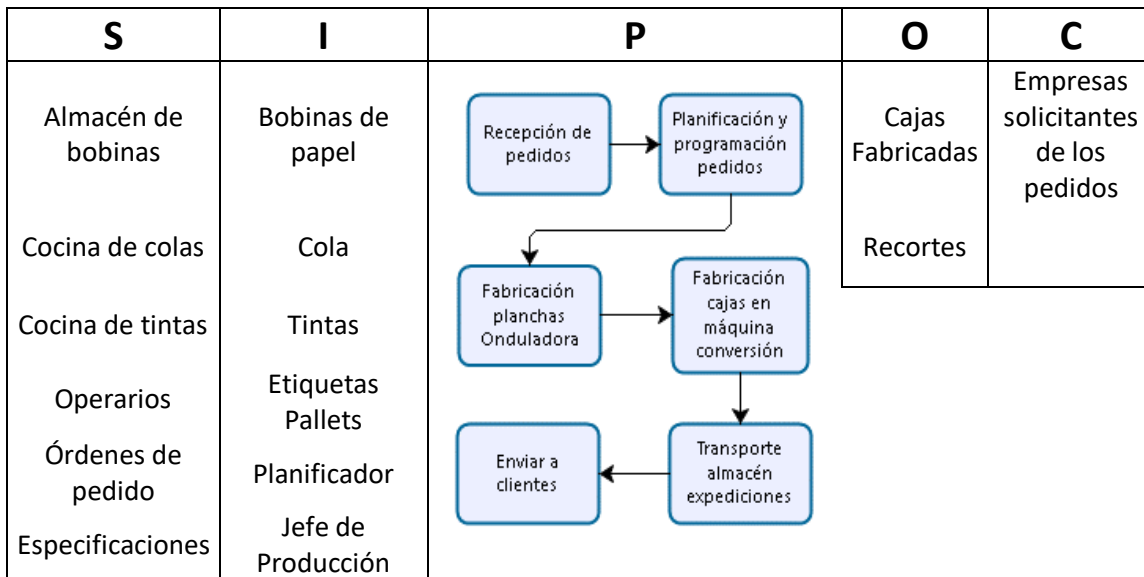 S I P O C
Almacén de
bobinas
Bobinas de
papel
Recepción de
pedidos
Planificación y
programación
pedidos
Cajas
Fabricadas
Empresas
solicitantes
de los
pedidos
Cocina de colas
Cola
Recortes
Fabricación
planchas
Onduladora
Fabricación
cajas en
máquina
conversión
Cocina de tintas
Tintas
Operarios
Etiquetas
Pallets
Enviar a
clientes
Transporte
almacén
expediciones
Órdenes de
pedido
Planificador
Especificaciones
Jefe de
Producción